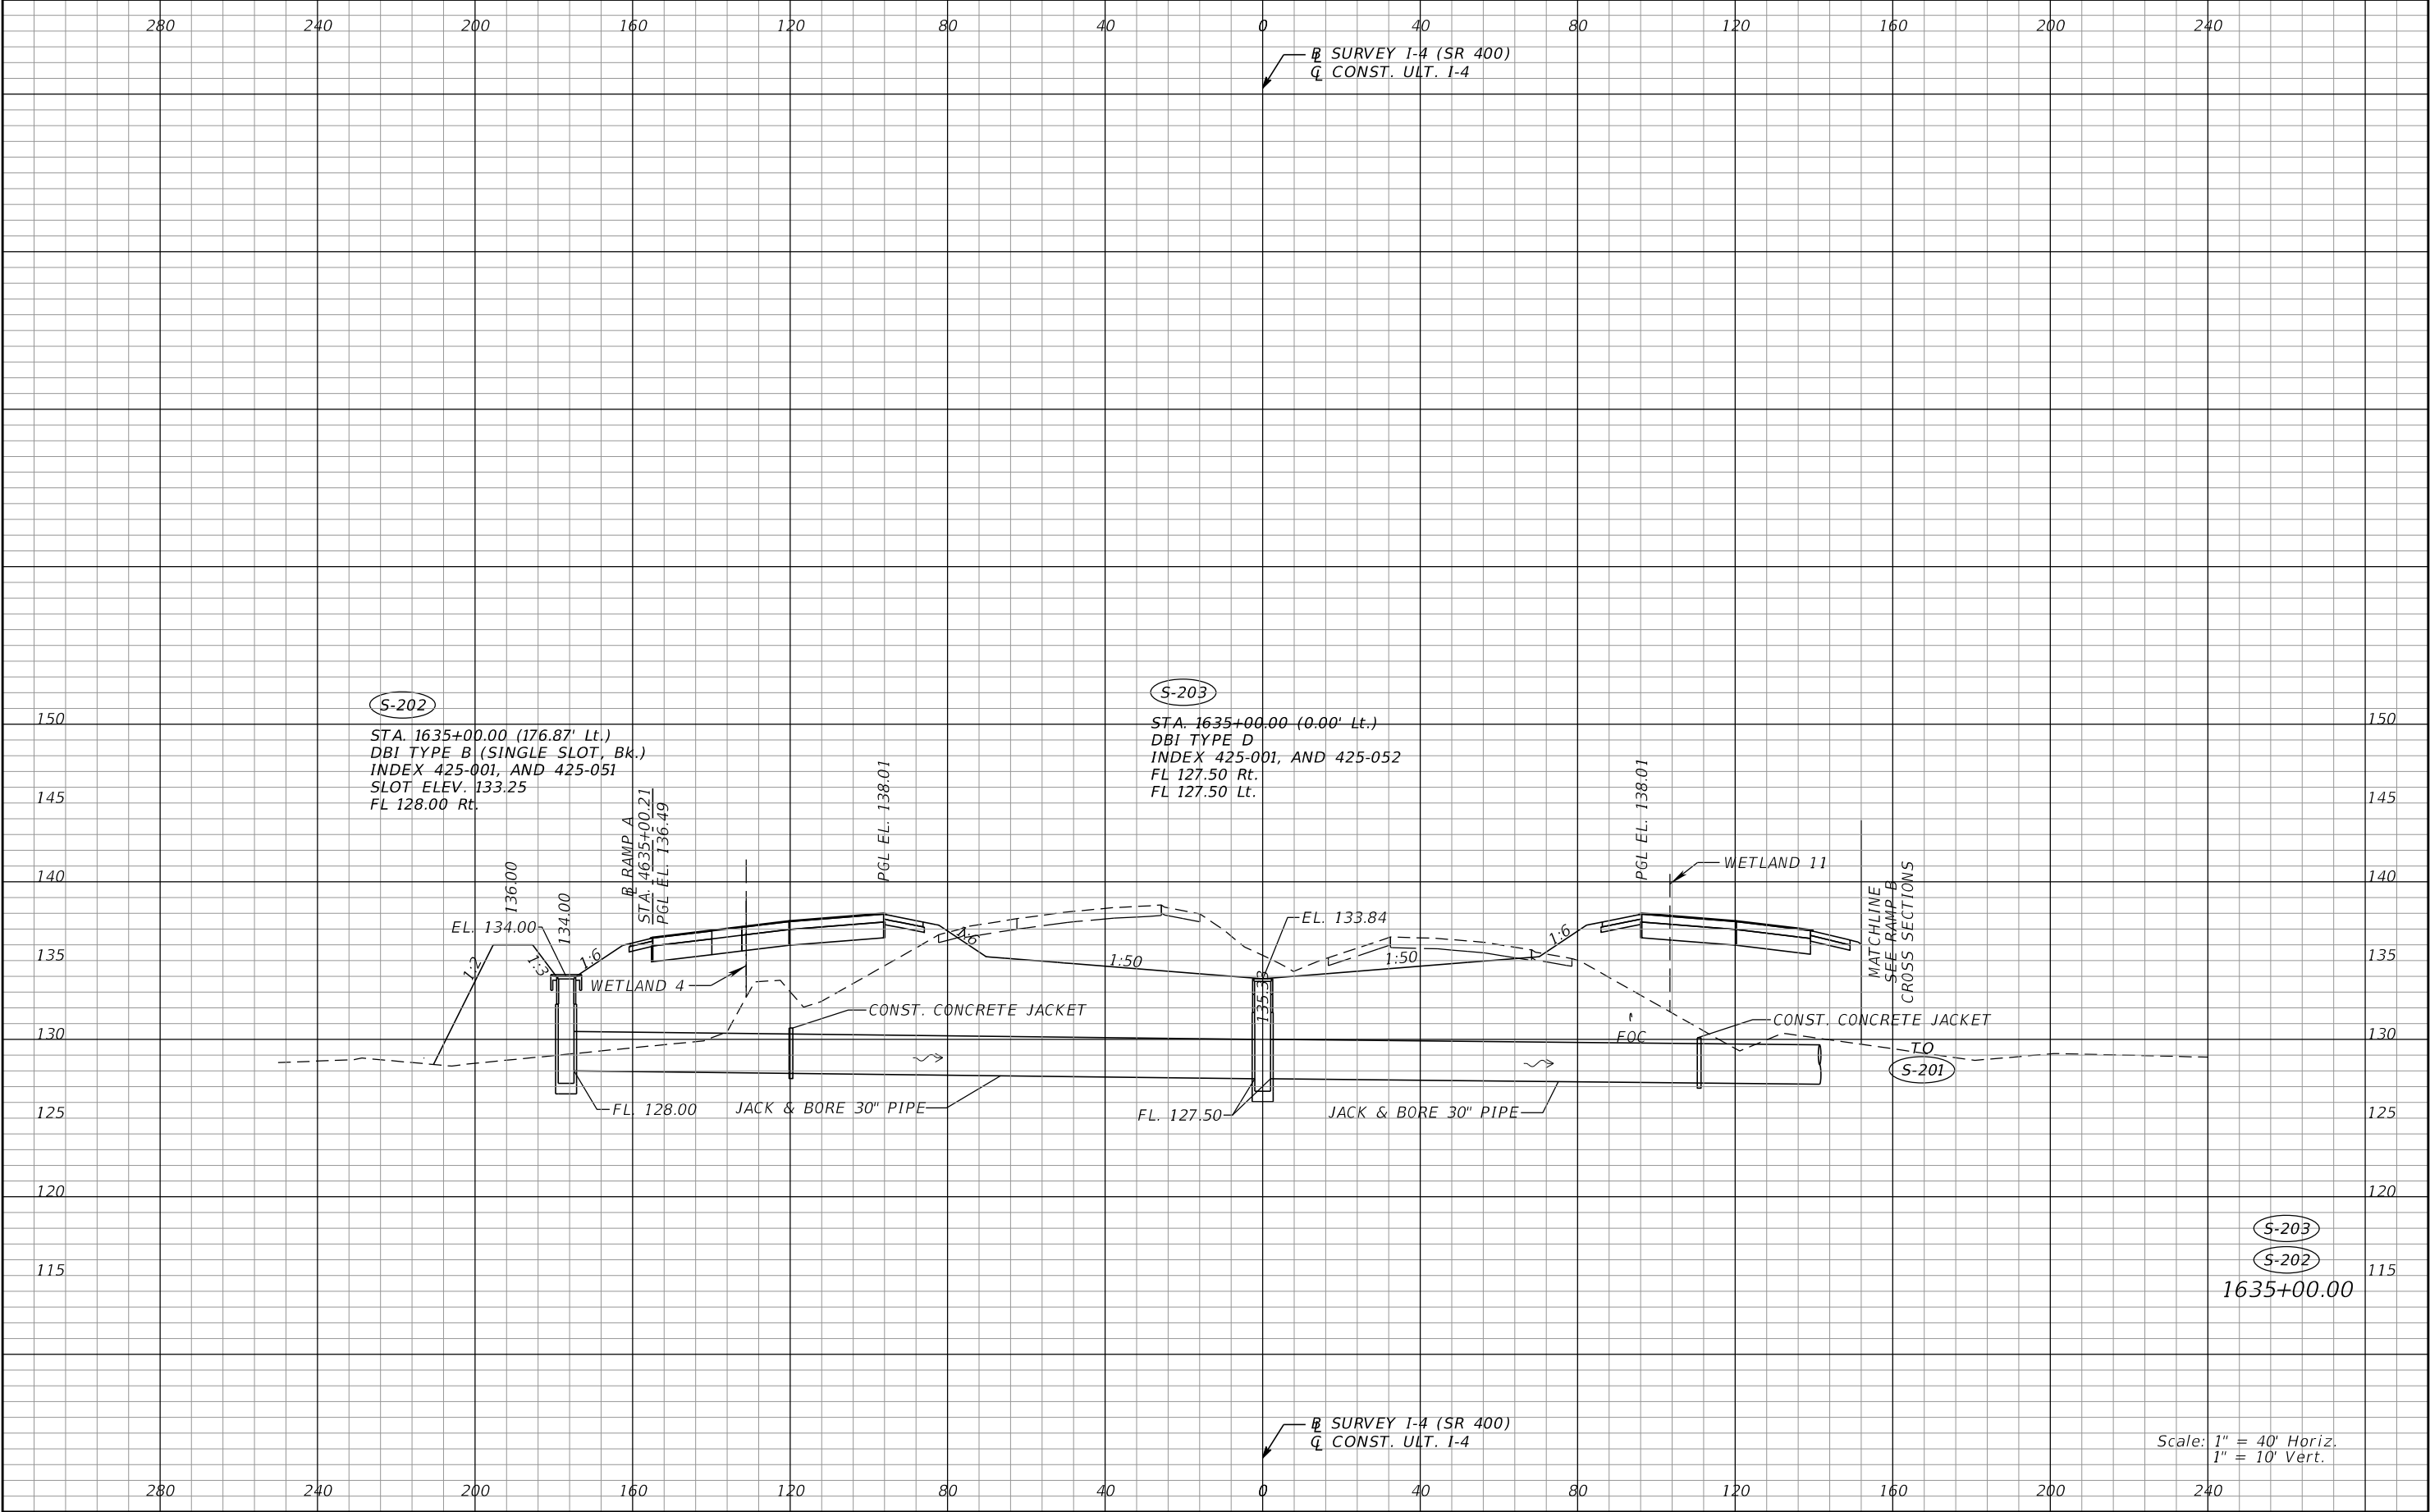 280 240 200 160 120 80 40 0 40 80 120 160 200 240
BL SURVEY I-4 (SR 400)
CL CONST. ULT. I-4
S-202
STA. 1635+00.00 (176.87' Lt.)
DBI TYPE B (SINGLE SLOT, Bk.)
INDEX 425-001, AND 425-051
SLOT ELEV. 133.25
FL 128.00 Rt.
S-203
STA. 1635+00.00 (0.00' Lt.)
DBI TYPE D
INDEX 425-001, AND 425-052
FL 127.50 Rt.
FL 127.50 Lt.
150
145
140
135
130
125
120
115
150
145
140
135
130
125
120
115
136.00
134.00
EL. 134.00
1:2
1:3
1:6
BL RAMP A
STA. 4635+00.21
PGL EL. 136.49
WETLAND 4
PGL EL. 138.01
1:6
1:50
CONST. CONCRETE JACKET
FL. 128.00
JACK & BORE 30" PIPE
EL. 133.84
135.33
FL. 127.50
1:50
1:6
JACK & BORE 30" PIPE
PGL EL. 138.01
WETLAND 11
FOC
CONST. CONCRETE JACKET
MATCHLINE
SEE RAMP B
CROSS SECTIONS
TO
S-201
S-203
S-202
1635+00.00
BL SURVEY I-4 (SR 400)
CL CONST. ULT. I-4
Scale: 1" = 40' Horiz.
1" = 10' Vert.
280 240 200 160 120 80 40 0 40 80 120 160 200 240